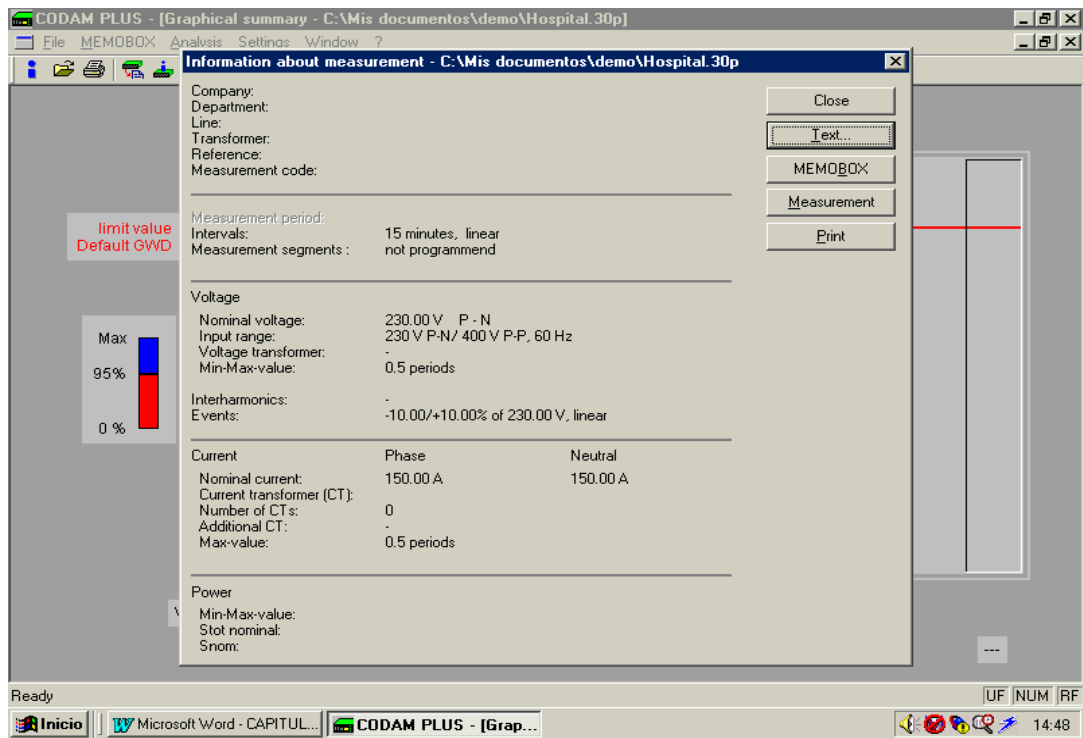 CODAM PLUS - [Graphical summary - C:\Mis documentos\demo\Hospital.30p]
File MEMOBOX Analysis Settings Window ?
Information about measurement - C:\Mis documentos\demo\Hospital.30p
Company:
Department:
Line:
Transformer:
Reference:
Measurement code:
Close
Text...
MEMOBOX
Measurement
Print
Measurement period:
Intervals: 15 minutes, linear
Measurement segments : not programmend
limit value
Default GWD
Voltage
Nominal voltage: 230.00 V P - N
Input range: 230 V P-N/ 400 V P-P, 60 Hz
Voltage transformer: -
Min-Max-value: 0.5 periods
Interharmonics: -
Events: -10.00/+10.00% of 230.00 V, linear
Max
95%
0 %
Current Phase Neutral
Nominal current: 150.00 A 150.00 A
Current transformer (CT):
Number of CTs: 0
Additional CT: -
Max-value: 0.5 periods
Power
Min-Max-value:
Stot nominal:
Snom:
---
Ready UF NUM RF
Inicio Microsoft Word - CAPITUL... CODAM PLUS - [Grap... 14:48